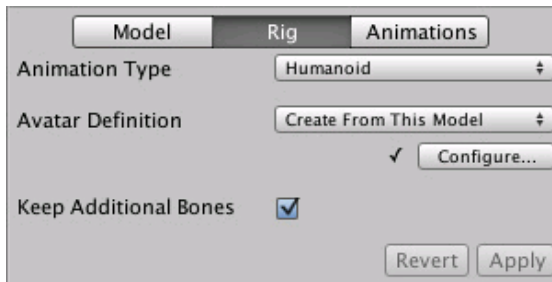 Model Rig Animations
Animation Type Humanoid
Avatar Definition Create From This Model
✓ Configure...
Keep Additional Bones
Revert Apply